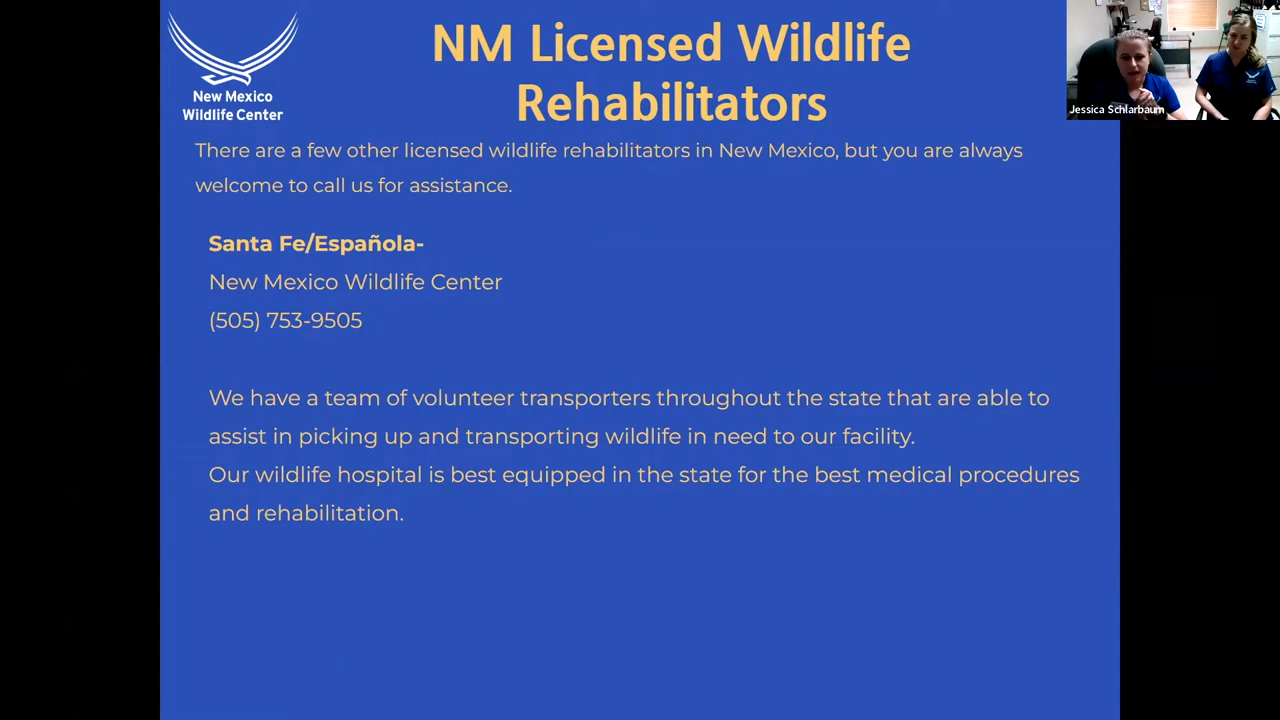 NM Licensed Wildlife
Rehabilitators
New Mexico
Wildlife Center
Jessica Schlarbaum
There are a few other licensed wildlife rehabilitators in New Mexico, but you are always
welcome to call us for assistance.
Santa Fe/Española-
New Mexico Wildlife Center
(505) 753-9505
We have a team of volunteer transporters throughout the state that are able to
assist in picking up and transporting wildlife in need to our facility.
Our wildlife hospital is best equipped in the state for the best medical procedures
and rehabilitation.